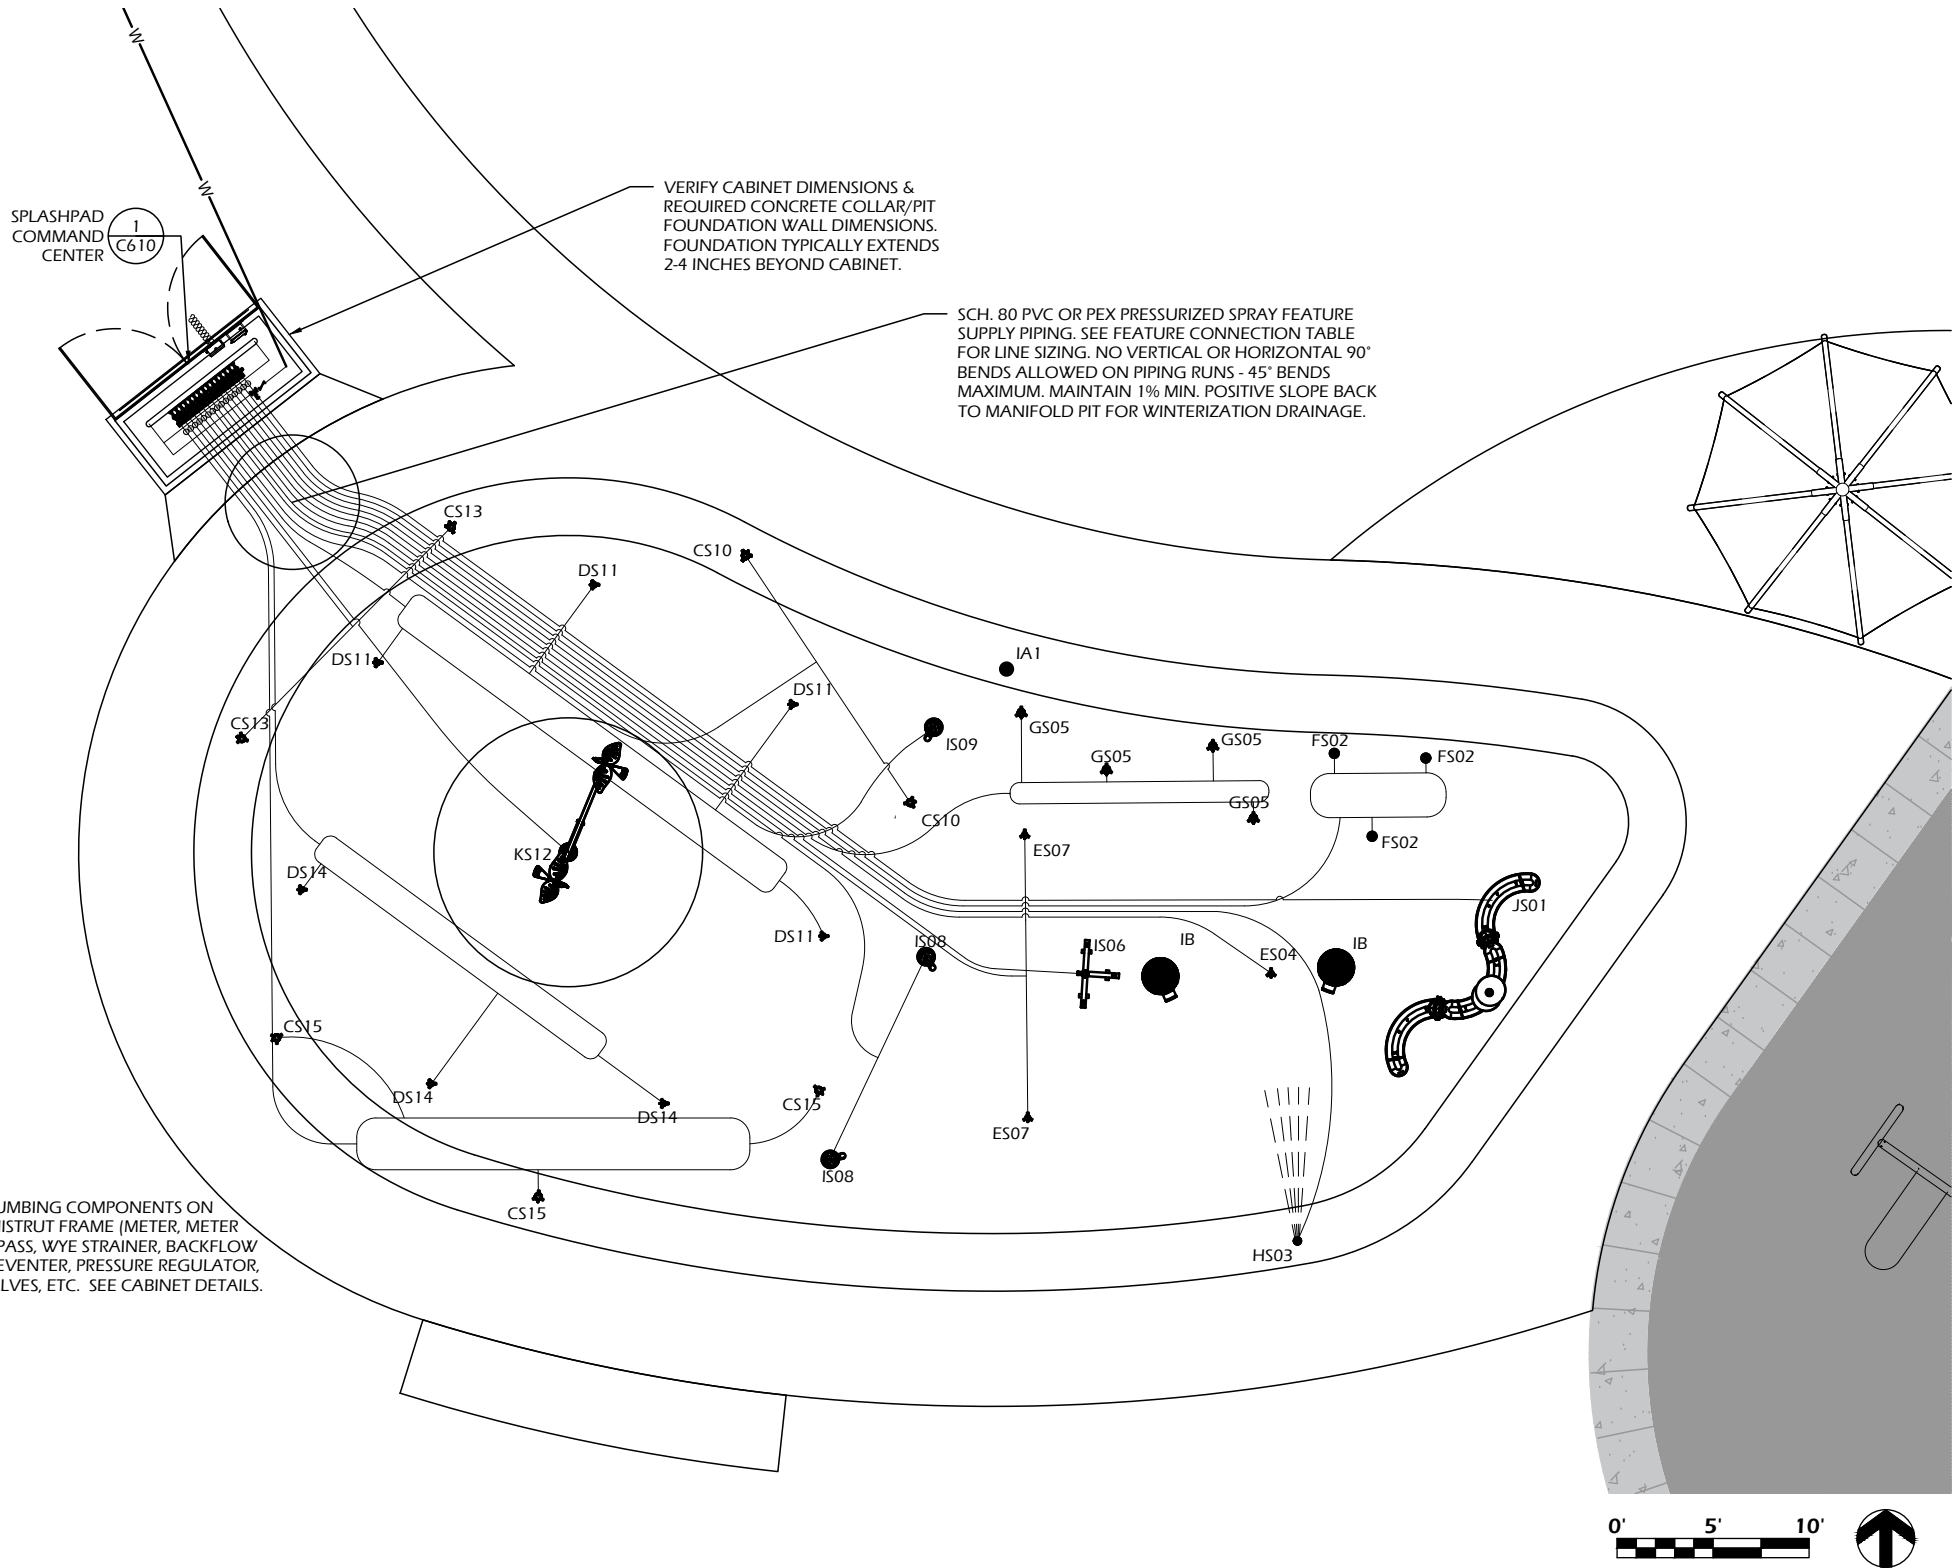 W
W
SPLASHPAD
COMMAND
CENTER
1
C610
VERIFY CABINET DIMENSIONS &
REQUIRED CONCRETE COLLAR/PIT
FOUNDATION WALL DIMENSIONS.
FOUNDATION TYPICALLY EXTENDS
2-4 INCHES BEYOND CABINET.
SCH. 80 PVC OR PEX PRESSURIZED SPRAY FEATURE
SUPPLY PIPING. SEE FEATURE CONNECTION TABLE
FOR LINE SIZING. NO VERTICAL OR HORIZONTAL 90°
BENDS ALLOWED ON PIPING RUNS - 45° BENDS
MAXIMUM. MAINTAIN 1% MIN. POSITIVE SLOPE BACK
TO MANIFOLD PIT FOR WINTERIZATION DRAINAGE.
CS13
CS10
DS11
DS11
IA1
DS11
CS13
GS05
IS09
GS05
GS05
FS02
FS02
GS05
CS10
FS02
ES07
KS12
DS14
JS01
DS11
IS08
IS06
IB
IB
ES04
CS15
DS14
DS14
CS15
ES07
IS08
CS15
HS03
UMBING COMPONENTS ON
NISTRUT FRAME (METER, METER
PASS, WYE STRAINER, BACKFLOW
EVENTER, PRESSURE REGULATOR,
LVES, ETC. SEE CABINET DETAILS.
0' 5' 10'